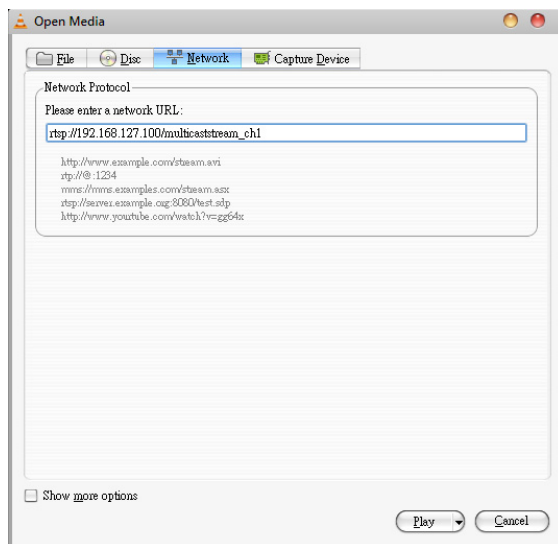 Open Media
File Disc Network Capture Device
Network Protocol
Please enter a network URL:
rtsp://192.168.127.100/multicaststream_ch1
http://www.example.com/stream.avi
rtp://@:1234
mms://mms.examples.com/stream.asx
rtsp://server.example.org:8080/test.sdp
http://www.yourtube.com/watch?v=gg64x
Show more options
Play Cancel